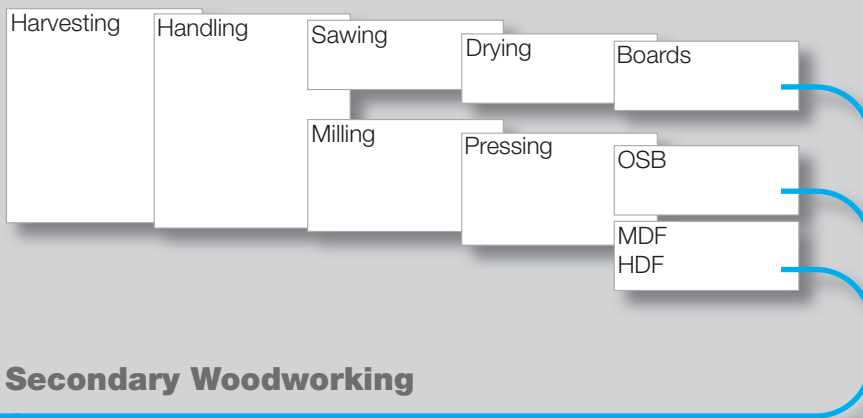 Harvesting
Handling
Sawing
Drying
Boards
Milling
Pressing
OSB
MDF
HDF
Secondary Woodworking